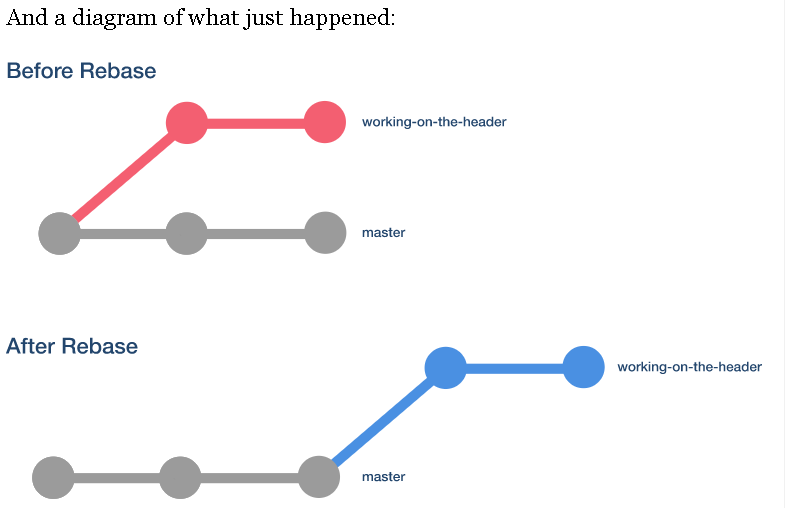 And a diagram of what just happened:
Before Rebase
working-on-the-header
master
After Rebase
working-on-the-header
master